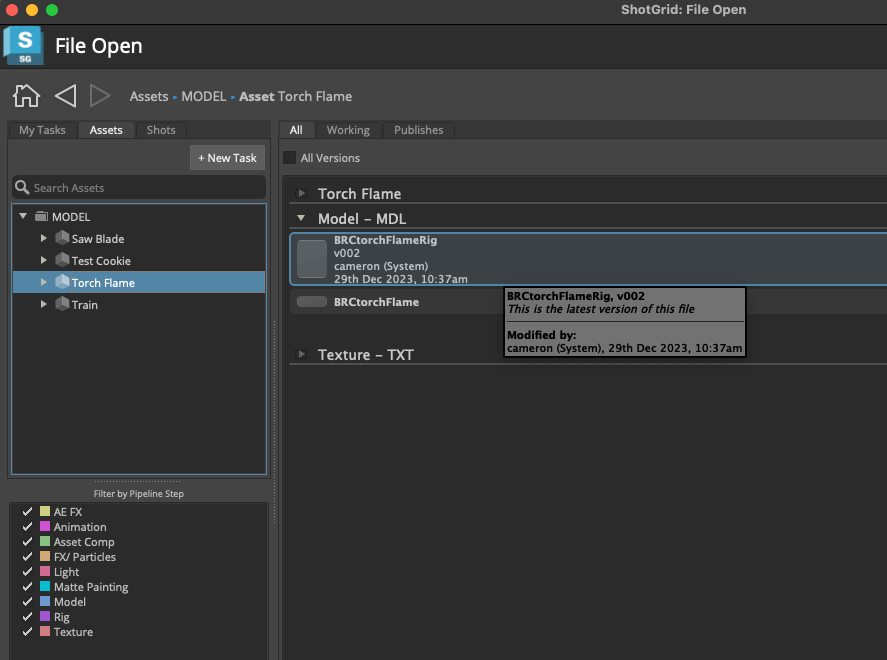 ShotGrid: File Open
S
SG
File Open
Assets ▸ MODEL ▸ Asset Torch Flame
My Tasks Assets Shots
+ New Task
Search Assets
MODEL
Saw Blade
Test Cookie
Torch Flame
Train
Filter by Pipeline Step
AE FX
Animation
Asset Comp
FX/ Particles
Light
Matte Painting
Model
Rig
Texture
All Working Publishes
All Versions
Torch Flame
Model – MDL
BRCtorchFlameRig
v002
cameron (System)
29th Dec 2023, 10:37am
BRCtorchFlame
BRCtorchFlameRig, v002
This is the latest version of this file
Modified by:
cameron (System), 29th Dec 2023, 10:37am
Texture – TXT